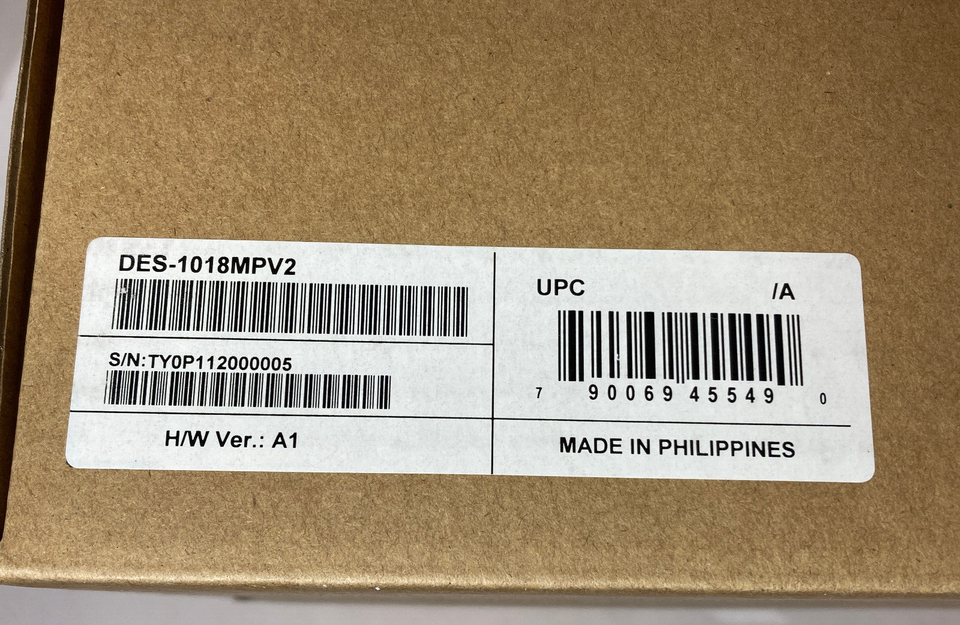 DES-1018MPV2
S/N:TY0P112000005
H/W Ver.: A1
UPC /A
7 90069 45549 0
MADE IN PHILIPPINES